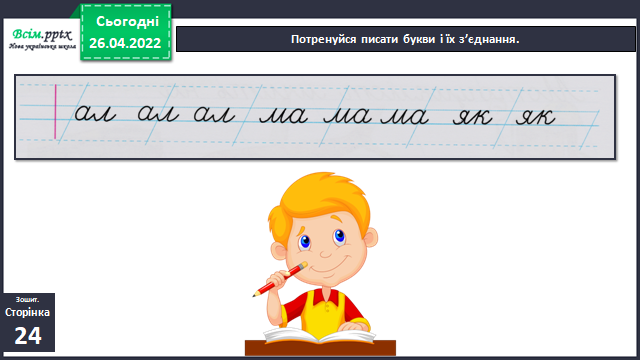 Всім.pptx
Нова українська школа
Сьогодні
26.04.2022
Потренуйся писати букви і їх з’єднання.
ал ал ал ма ма ма як як
Зошит.
Сторінка
24